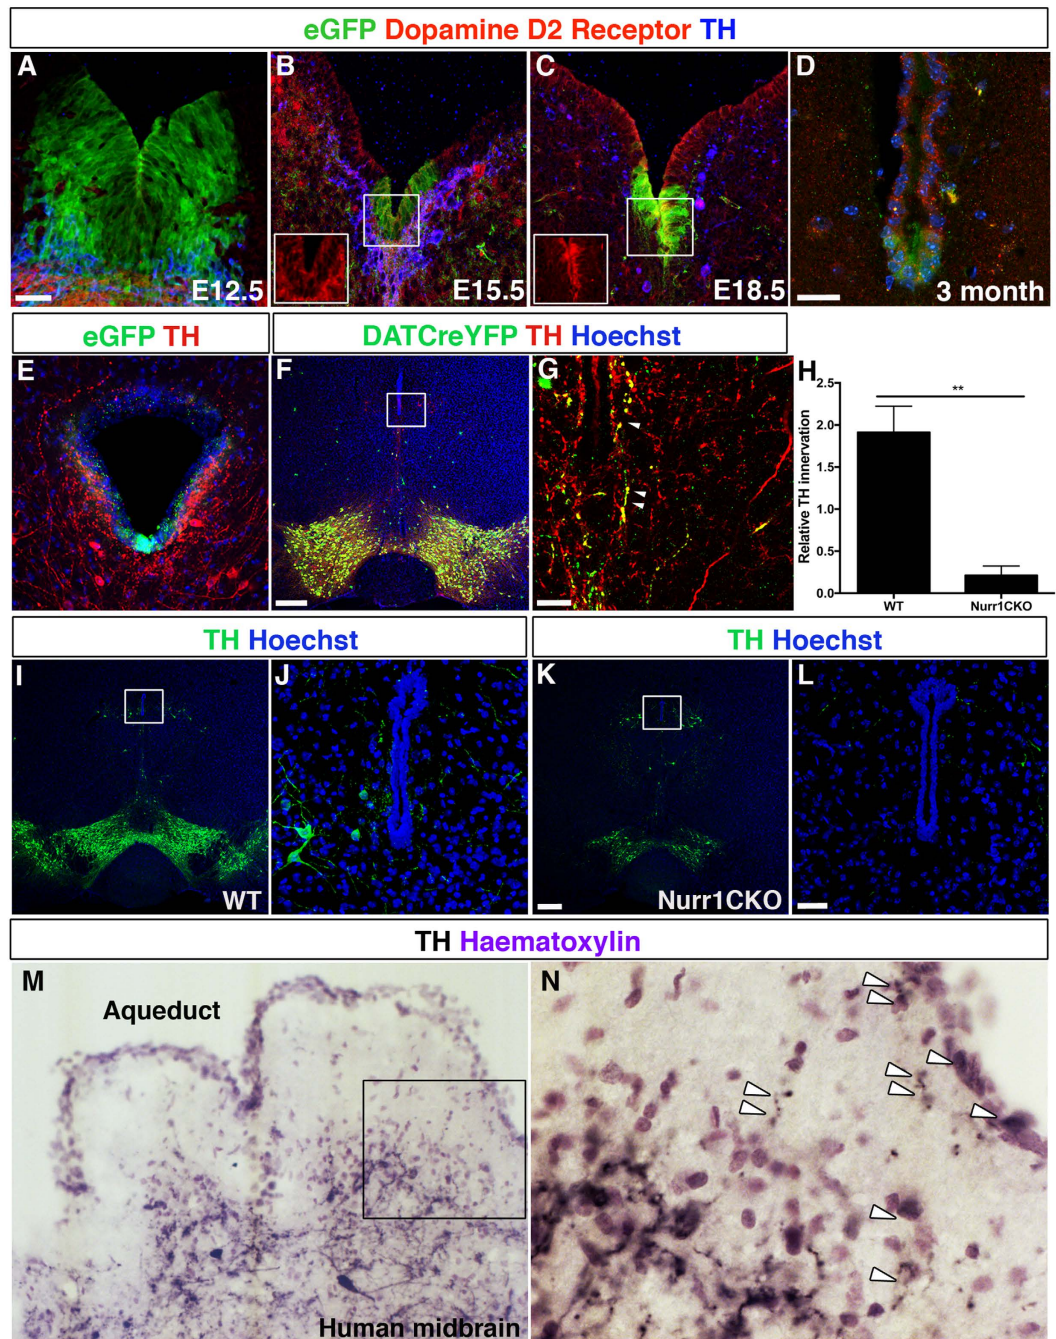 eGFP Dopamine D2 Receptor TH
A
B
C
D
E12.5
E15.5
E18.5
3 month
eGFP TH
DATCreYFP TH Hoechst
E
F
G
H
2.5
2.0
1.5
1.0
0.5
0.0
Relative TH innervation
**
WT
Nurr1CKO
TH Hoechst
TH Hoechst
I
J
K
L
WT
Nurr1CKO
TH Haematoxylin
M
N
Aqueduct
Human midbrain